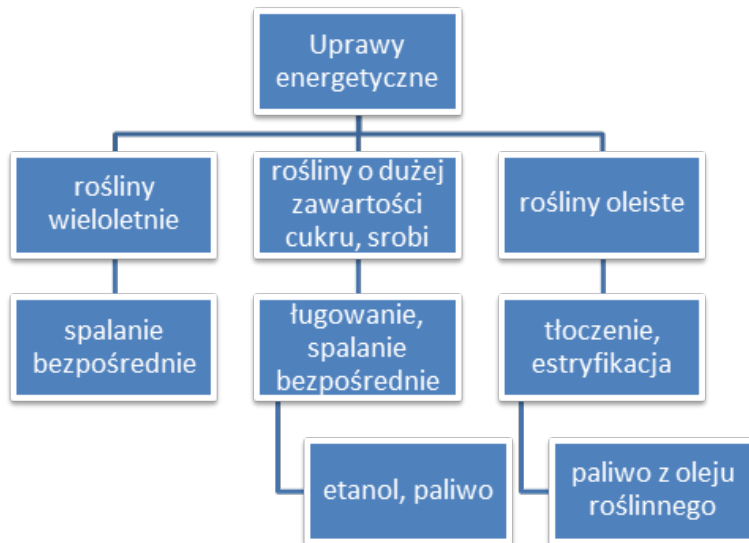 Uprawy
energetyczne
rośliny
wieloletnie
rośliny o dużej
zawartości
cukru, srobi
rośliny oleiste
spalanie
bezpośrednie
ługowanie,
spalanie
bezpośrednie
tłoczenie,
estryfikacja
etanol, paliwo
paliwo z oleju
roślinnego